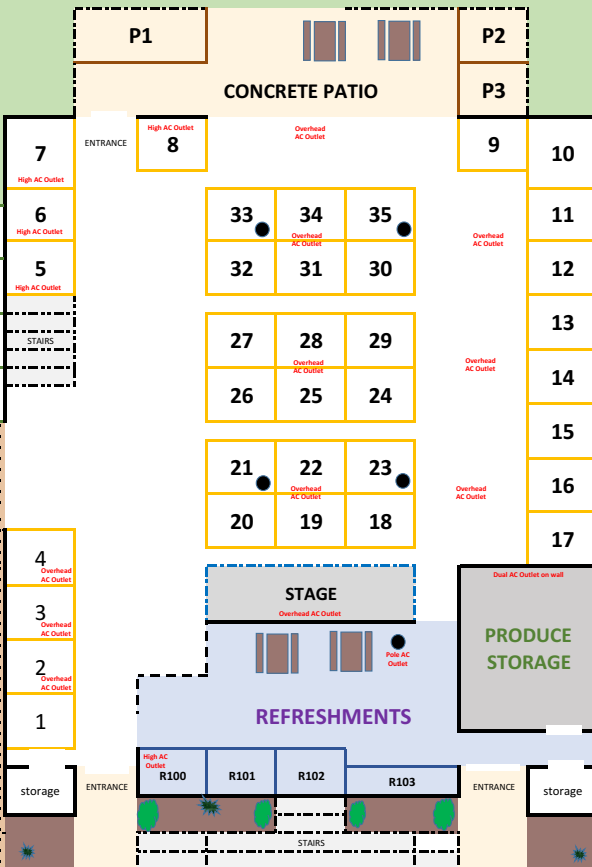 P1
P2
CONCRETE PATIO
P3
7
High AC Outlet
ENTRANCE
High AC Outlet
8
Overhead
AC Outlet
9
10
6
High AC Outlet
33
34
35
Overhead
AC Outlet
Overhead
AC Outlet
11
5
High AC Outlet
32
31
30
12
STAIRS
27
28
29
Overhead
AC Outlet
Overhead
AC Outlet
13
14
26
25
24
15
21
22
23
Overhead
AC Outlet
Overhead
AC Outlet
16
20
19
18
17
4
Overhead
AC Outlet
3
Overhead
AC Outlet
2
Overhead
AC Outlet
1
STAGE
Overhead AC Outlet
Dual AC Outlet on wall
PRODUCE
STORAGE
Pole AC
Outlet
REFRESHMENTS
High AC
Outlet
R100
R101
R102
R103
storage
ENTRANCE
ENTRANCE
storage
STAIRS